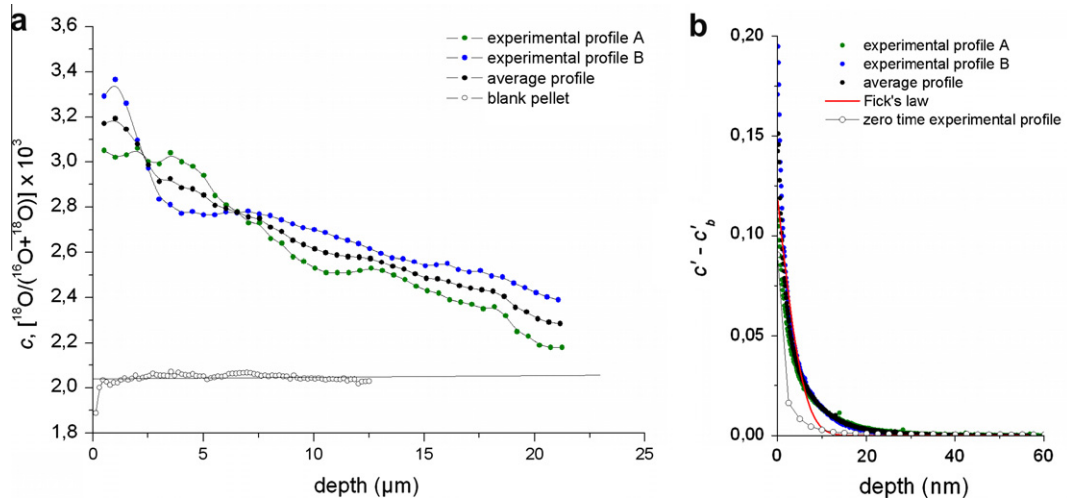 a
c, [¹⁸O/(¹⁶O+¹⁸O)] x 10³
3,6
3,4
3,2
3,0
2,8
2,6
2,4
2,2
2,0
1,8
experimental profile A
experimental profile B
average profile
blank pellet
0 5 10 15 20 25
depth (µm)
b
c' - c'b
0,20
0,15
0,10
0,05
0,00
experimental profile A
experimental profile B
average profile
Fick's law
zero time experimental profile
0 20 40 60
depth (nm)